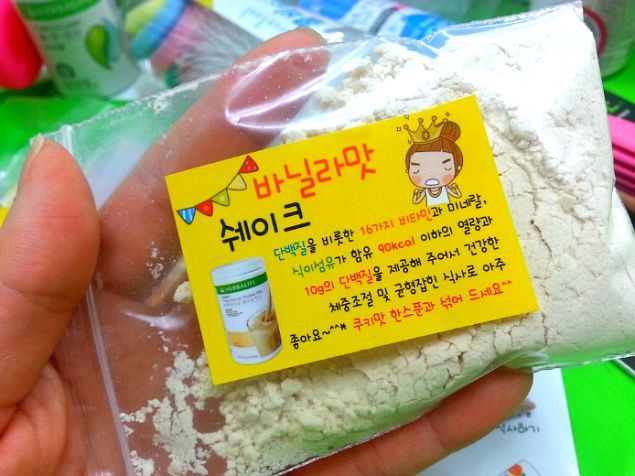 HERBALIFE
바닐라맛
쉐이크
단백질을 비롯한 16가지 비타민과 미네랄,
식이섬유가 함유 90kcal 이하의 열량과
10g의 단백질을 제공해 주어서 건강한
체중조절 및 균형잡힌 식사로 아주
좋아요~^^* 쿠키맛 한스푼과 섞어 드세요^^
HERBALIFE